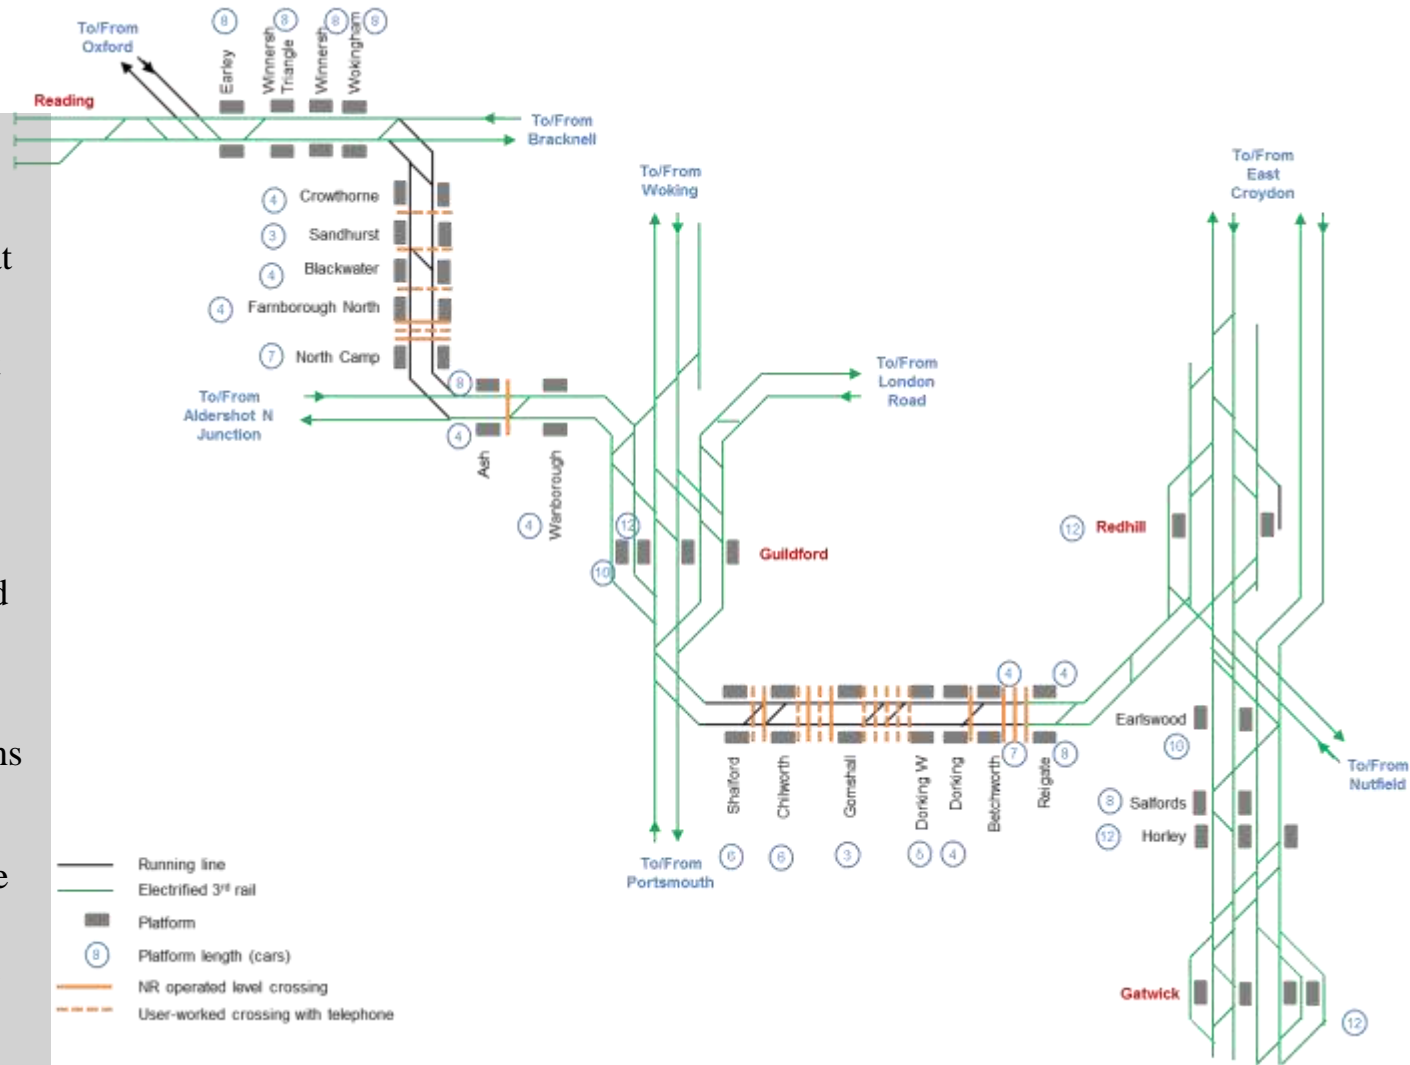 To/From
Oxford
8
8
8
8
Earley
Winnersh
Triangle
Winnersh
Wokingham
Reading
To/From
Bracknell
4
Crowthorne
3
Sandhurst
4
Blackwater
4
Farnborough North
7
North Camp
To/From
Aldershot N
Junction
8
4
Ash
4
Wanborough
To/From
Woking
To/From
London
Road
12
10
Guildford
To/From
East
Croydon
12
Redhill
4
4
7
8
Shalford
Chilworth
Gomshall
Dorking W
Dorking
Betchworth
Reigate
6
6
3
5
4
To/From
Portsmouth
Earlswood
10
8
Salfords
12
Horley
To/From
Nutfield
Gatwick
12
Running line
Electrified 3rd rail
Platform
8
Platform length (cars)
NR operated level crossing
User-worked crossing with telephone